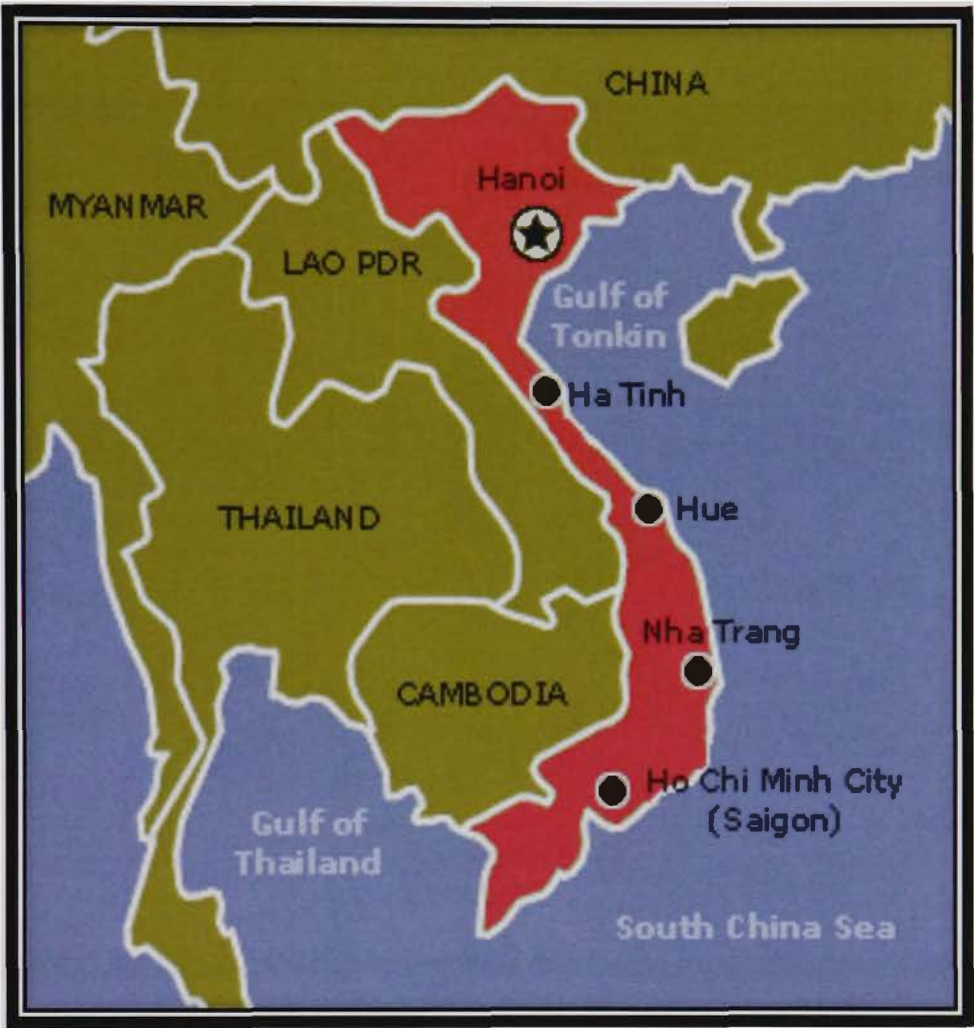 CHINA
Hanoi
MYANMAR
LAO PDR
Gulf of
Tonkin
Ha Tinh
Hue
THAILAND
Nha Trang
CAMBODIA
Ho Chi Minh City
(Saigon)
Gulf of
Thailand
South China Sea